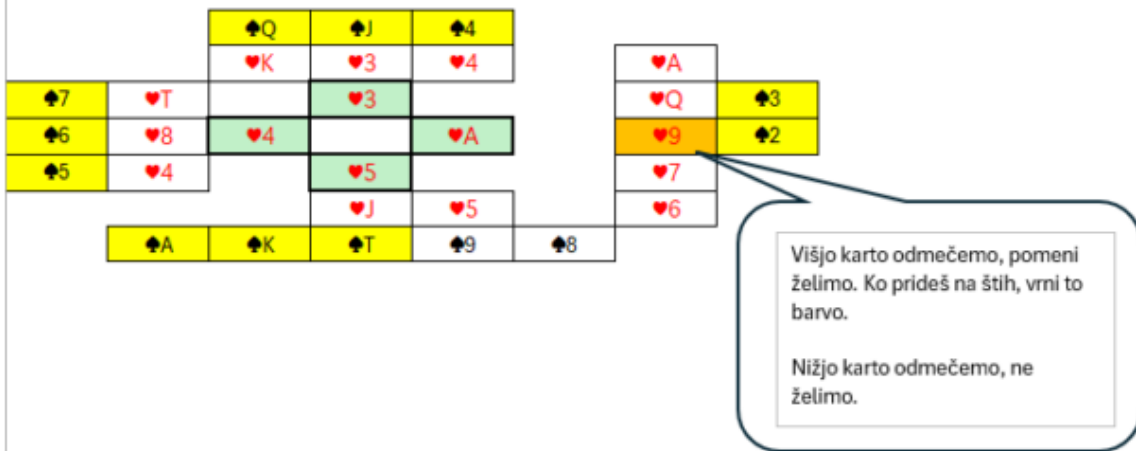 ♠Q ♠J ♠4
♥K ♥3 ♥4 ♥A
♠7 ♥T ♥3 ♥Q ♠3
♠6 ♥8 ♥4 ♥A ♥9 ♠2
♠5 ♥4 ♥5 ♥7
♥J ♥5 ♥6
♠A ♠K ♠T ♠9 ♠8
Višjo karto odmečemo, pomeni
želimo. Ko prideš na štih, vrni to
barvo.
Nižjo karto odmečemo, ne
želimo.